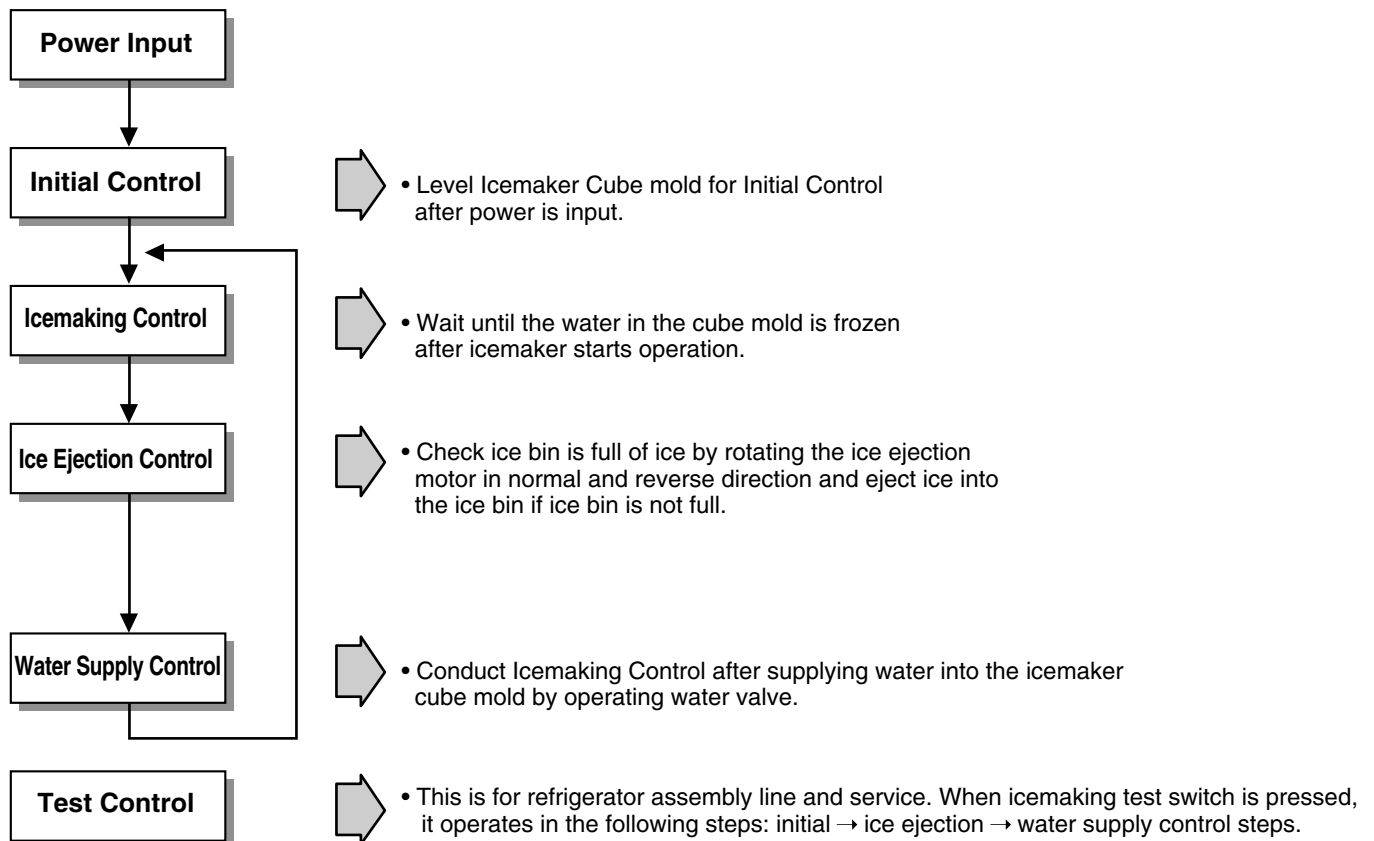 Power Input
Initial Control
• Level Icemaker Cube mold for Initial Control
after power is input.
Icemaking Control
• Wait until the water in the cube mold is frozen
after icemaker starts operation.
Ice Ejection Control
• Check ice bin is full of ice by rotating the ice ejection
motor in normal and reverse direction and eject ice into
the ice bin if ice bin is not full.
Water Supply Control
• Conduct Icemaking Control after supplying water into the icemaker
cube mold by operating water valve.
Test Control
• This is for refrigerator assembly line and service. When icemaking test switch is pressed,
it operates in the following steps: initial → ice ejection → water supply control steps.